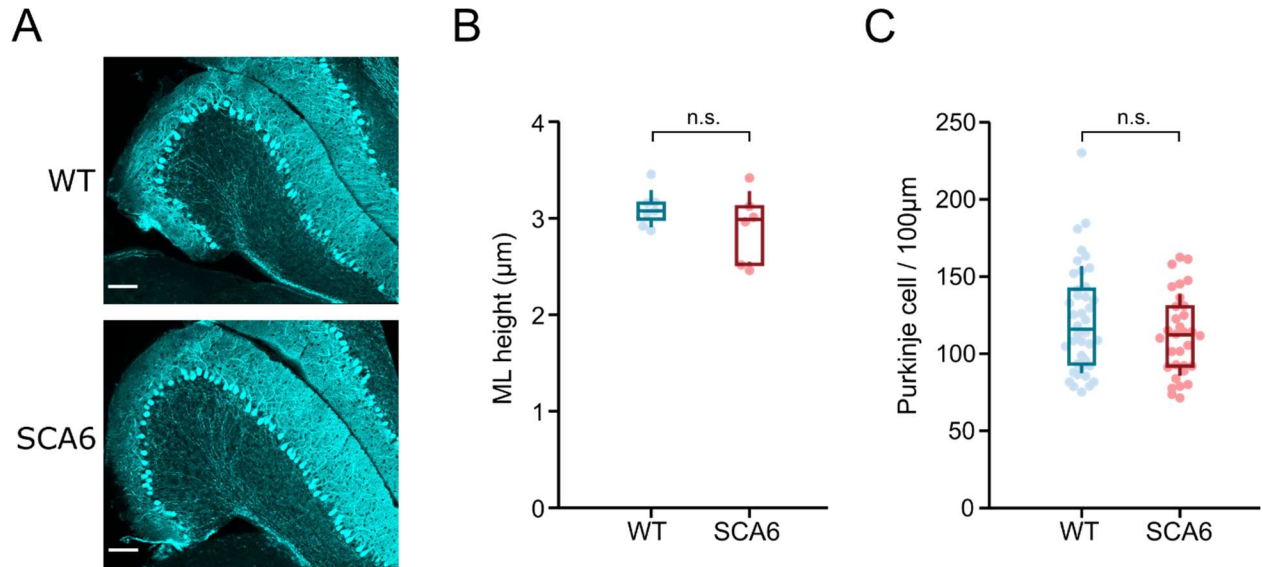 A
WT
SCA6
B
n.s.
ML height (µm)
4
3
2
1
0
WT
SCA6
C
n.s.
Purkinje cell / 100µm
250
200
150
100
50
0
WT
SCA6